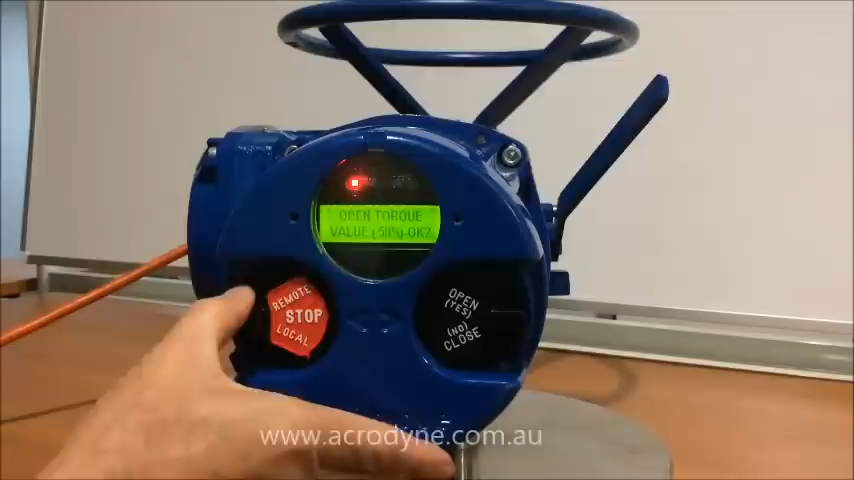 OPEN TORQUE
VALUE (50%)-OK?
REMOTE
STOP
LOCAL
OPEN
(YES)
(NO)
CLOSE
www.acrodyne.com.au